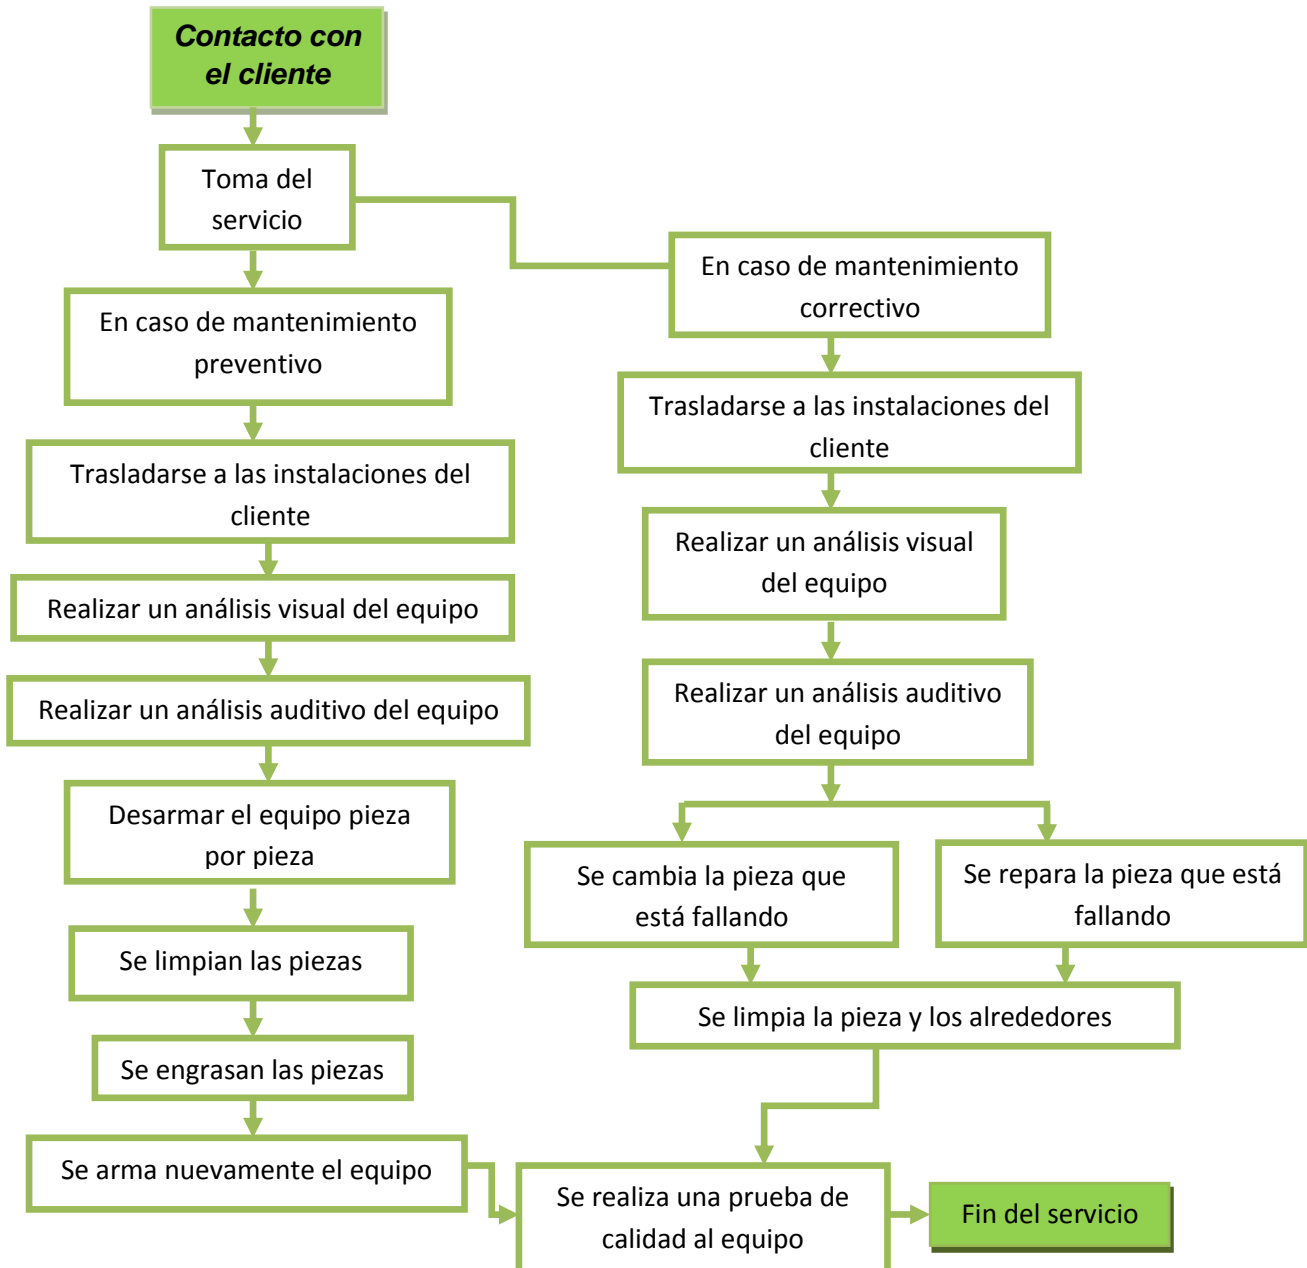 Contacto con
el cliente
Toma del
servicio
En caso de mantenimiento
preventivo
Trasladarse a las instalaciones del
cliente
Realizar un análisis visual del equipo
Realizar un análisis auditivo del equipo
Desarmar el equipo pieza
por pieza
Se limpian las piezas
Se engrasan las piezas
Se arma nuevamente el equipo
En caso de mantenimiento
correctivo
Trasladarse a las instalaciones del
cliente
Realizar un análisis visual
del equipo
Realizar un análisis auditivo
del equipo
Se cambia la pieza que
está fallando
Se repara la pieza que está
fallando
Se limpia la pieza y los alrededores
Se realiza una prueba de
calidad al equipo
Fin del servicio